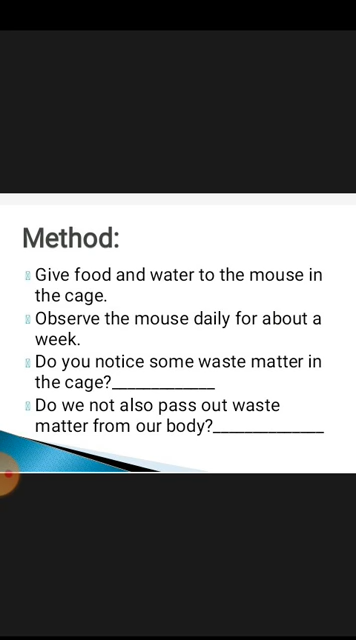 Method:
Give food and water to the mouse in
the cage.
Observe the mouse daily for about a
week.
Do you notice some waste matter in
the cage?_____________
Do we not also pass out waste
matter from our body?______________